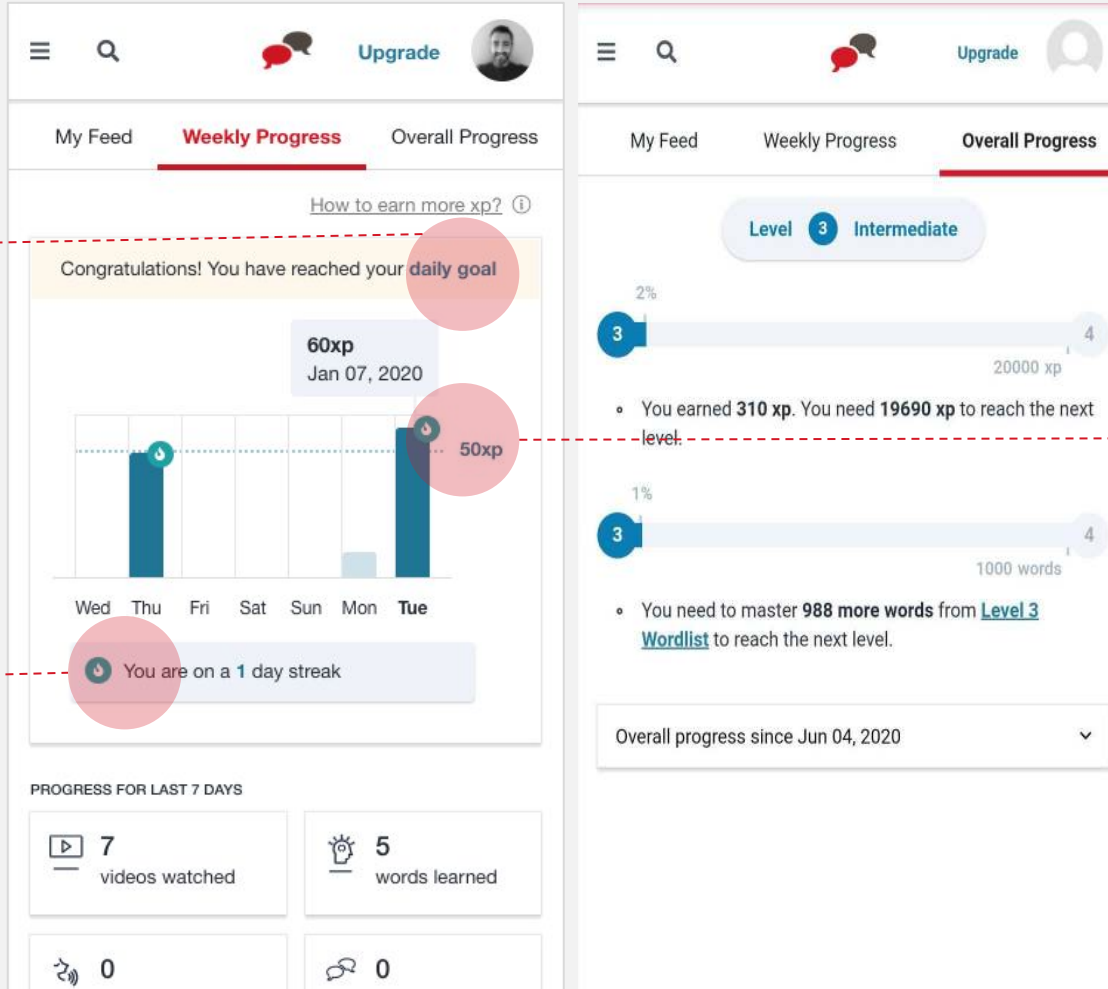 Upgrade
My Feed
Weekly Progress
Overall Progress
How to earn more xp?
Congratulations! You have reached your daily goal
60xp
Jan 07, 2020
50xp
Wed Thu Fri Sat Sun Mon Tue
You are on a 1 day streak
PROGRESS FOR LAST 7 DAYS
7
videos watched
5
words learned
0
0
Upgrade
My Feed
Weekly Progress
Overall Progress
Level 3 Intermediate
2%
3
4
20000 xp
You earned 310 xp. You need 19690 xp to reach the next
level.
1%
3
4
1000 words
You need to master 988 more words from Level 3
Wordlist to reach the next level.
Overall progress since Jun 04, 2020